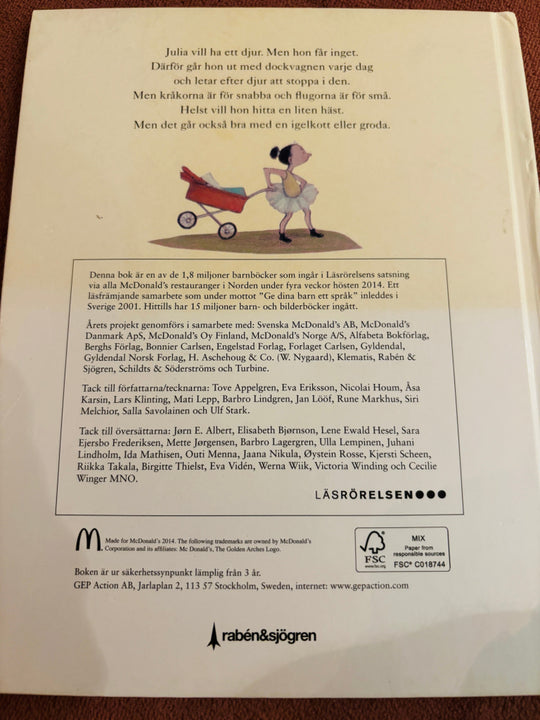 Julia vill ha ett djur. Men hon får inget.
Därför går hon ut med dockvagnen varje dag
och letar efter djur att stoppa i den.
Men kråkorna är för snabba och flugorna är för små.
Helst vill hon hitta en liten häst.
Men det går också bra med en igelkott eller groda.
Denna bok är en av de 1,8 miljoner barnböcker som ingår i Läsrörelsens satsning
via alla McDonald's restauranger i Norden under fyra veckor hösten 2014. Ett
läsfrämjande samarbete som under mottot "Ge dina barn ett språk" inleddes i
Sverige 2001. Hittills har 15 miljoner barn- och bilderböcker ingått.
Årets projekt genomförs i samarbete med: Svenska McDonald's AB, McDonald's
Danmark ApS, McDonald's Oy Finland, McDonald's Norge A/S, Alfabeta Bokförlag,
Berghs Förlag, Bonnier Carlsen, Engelstad Forlag, Forlaget Carlsen, Gyldendal,
Gyldendal Norsk Forlag, H. Aschehoug & Co. (W. Nygaard), Klematis, Rabén &
Sjögren, Schildts & Söderströms och Turbine.
Tack till författarna/tecknarna: Tove Appelgren, Eva Eriksson, Nicolai Houm, Åsa
Karsin, Lars Klinting, Mati Lepp, Barbro Lindgren, Jan Lööf, Rune Markhus, Siri
Melchior, Salla Savolainen och Ulf Stark.
Tack till översättarna: Jørn E. Albert, Elisabeth Bjørnson, Lene Ewald Hesel, Sara
Ejersbo Frederiksen, Mette Jørgensen, Barbro Lagergren, Ulla Lempinen, Juhani
Lindholm, Ida Mathisen, Outi Menna, Jaana Nikula, Øystein Rosse, Kjersti Scheen,
Riikka Takala, Birgitte Thielst, Eva Vidén, Werna Wiik, Victoria Winding och Cecilie
Winger MNO.
LÄSRÖRELSEN
Made for McDonald's 2014. The following trademarks are owned by McDonald's
Corporation and its affiliates: Mc Donald's, The Golden Arches Logo.
FSC
www.fsc.org
MIX
Paper from
responsible sources
FSC® C018744
Boken är ur säkerhetssynpunkt lämplig från 3 år.
GEP Action AB, Jarlaplan 2, 113 57 Stockholm, Sweden, internet: www.gepaction.com
rabén&sjögren